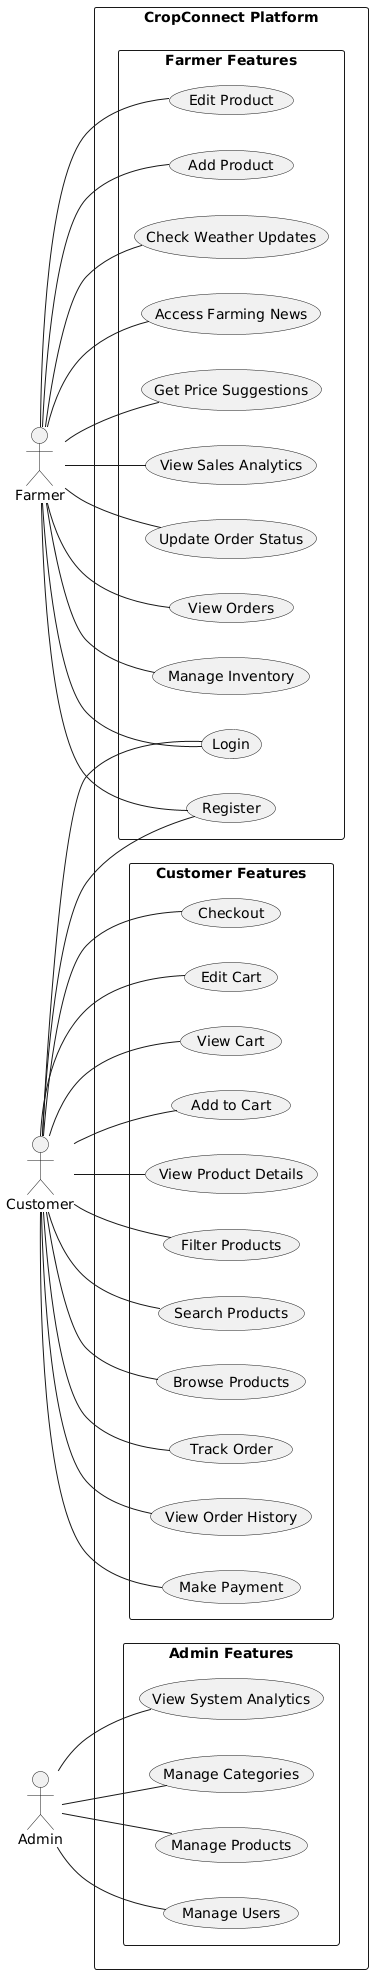 CropConnect Platform
Farmer Features
Edit Product
Add Product
Check Weather Updates
Access Farming News
Get Price Suggestions
View Sales Analytics
Farmer
Update Order Status
View Orders
Manage Inventory
Login
Register
Customer Features
Checkout
Edit Cart
View Cart
Add to Cart
View Product Details
Customer
Filter Products
Search Products
Browse Products
Track Order
View Order History
Make Payment
Admin Features
View System Analytics
Manage Categories
Admin
Manage Products
Manage Users